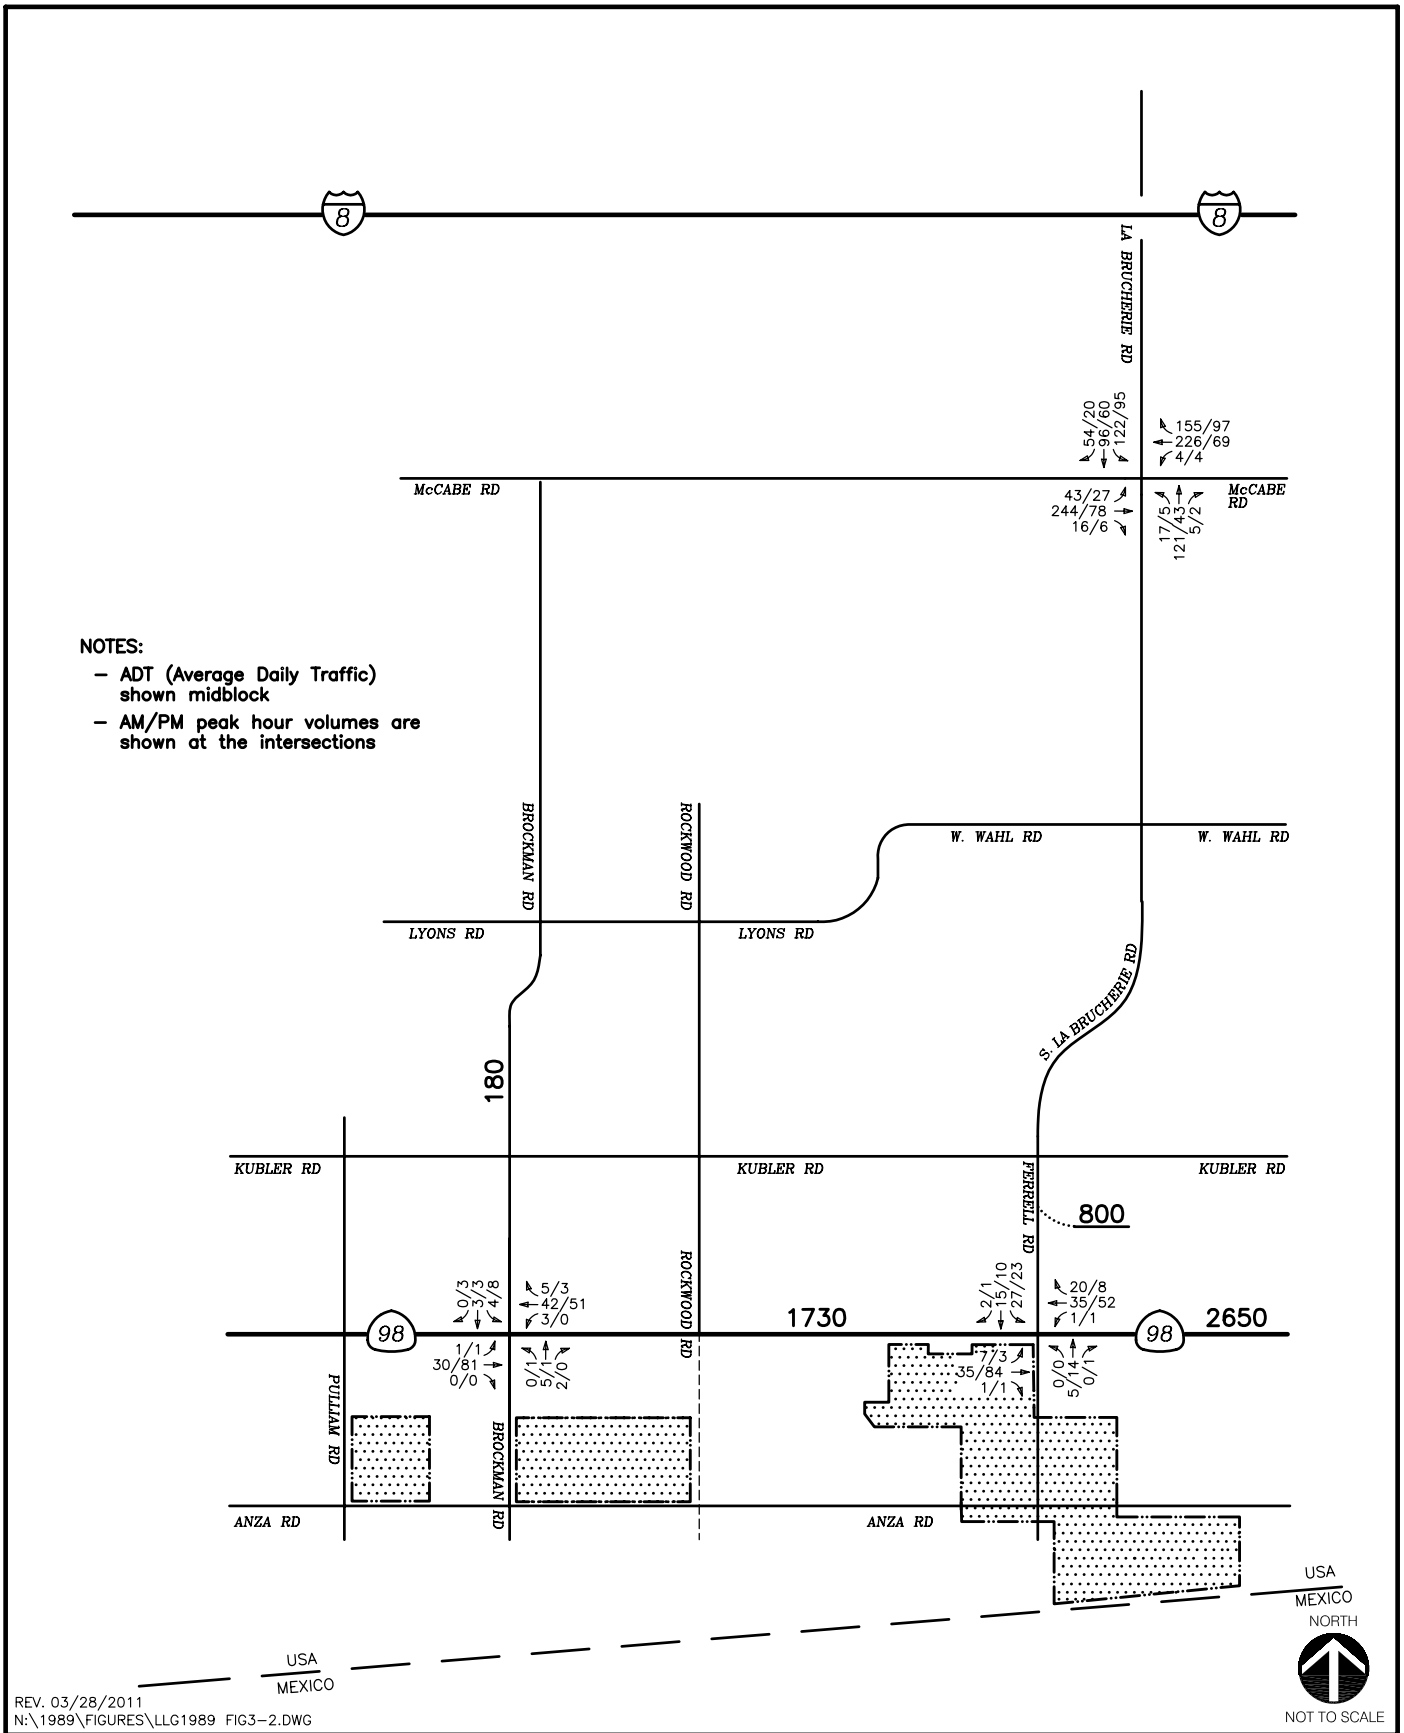 8
8
LA BRUCHERIE RD
54/20
96/60
122/95
155/97
226/69
4/4
McCABE RD
43/27
244/78
16/6
17/5
121/43
5/2
McCABE
RD
NOTES:
– ADT (Average Daily Traffic)
shown midblock
– AM/PM peak hour volumes are
shown at the intersections
BROCKMAN RD
ROCKWOOD RD
W. WAHL RD
W. WAHL RD
LYONS RD
LYONS RD
S. LA BRUCHERIE RD
180
KUBLER RD
KUBLER RD
KUBLER RD
FERRELL RD
800
ROCKWOOD RD
0/3
3/3
4/8
5/3
42/51
3/0
2/1
15/10
27/23
20/8
35/52
1/1
98
1730
98
2650
1/1
30/81
0/0
0/1
5/1
2/0
7/3
35/84
1/1
0/0
5/14
0/1
PULLIAM RD
BROCKMAN RD
ANZA RD
ANZA RD
USA
MEXICO
USA
MEXICO
NORTH
NOT TO SCALE
REV. 03/28/2011
N:\1989\FIGURES\LLG1989 FIG3-2.DWG